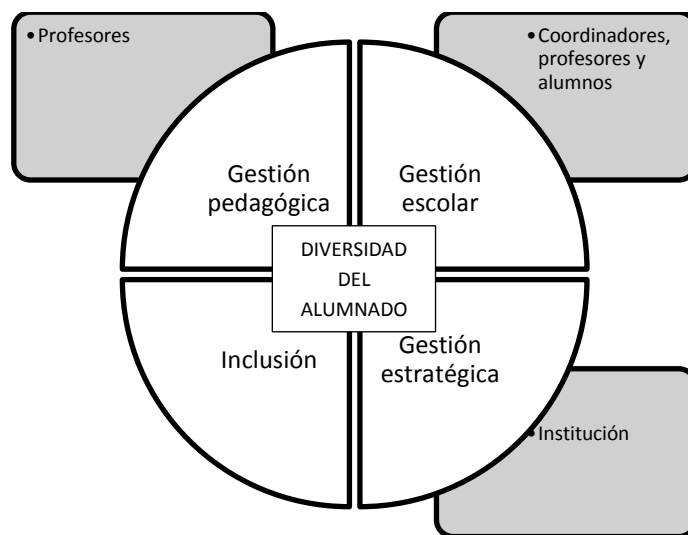 •Profesores
•Coordinadores,
profesores y
alumnos
Gestión
pedagógica
Gestión
escolar
DIVERSIDAD
DEL
ALUMNADO
Inclusión
Gestión
estratégica
•Institución